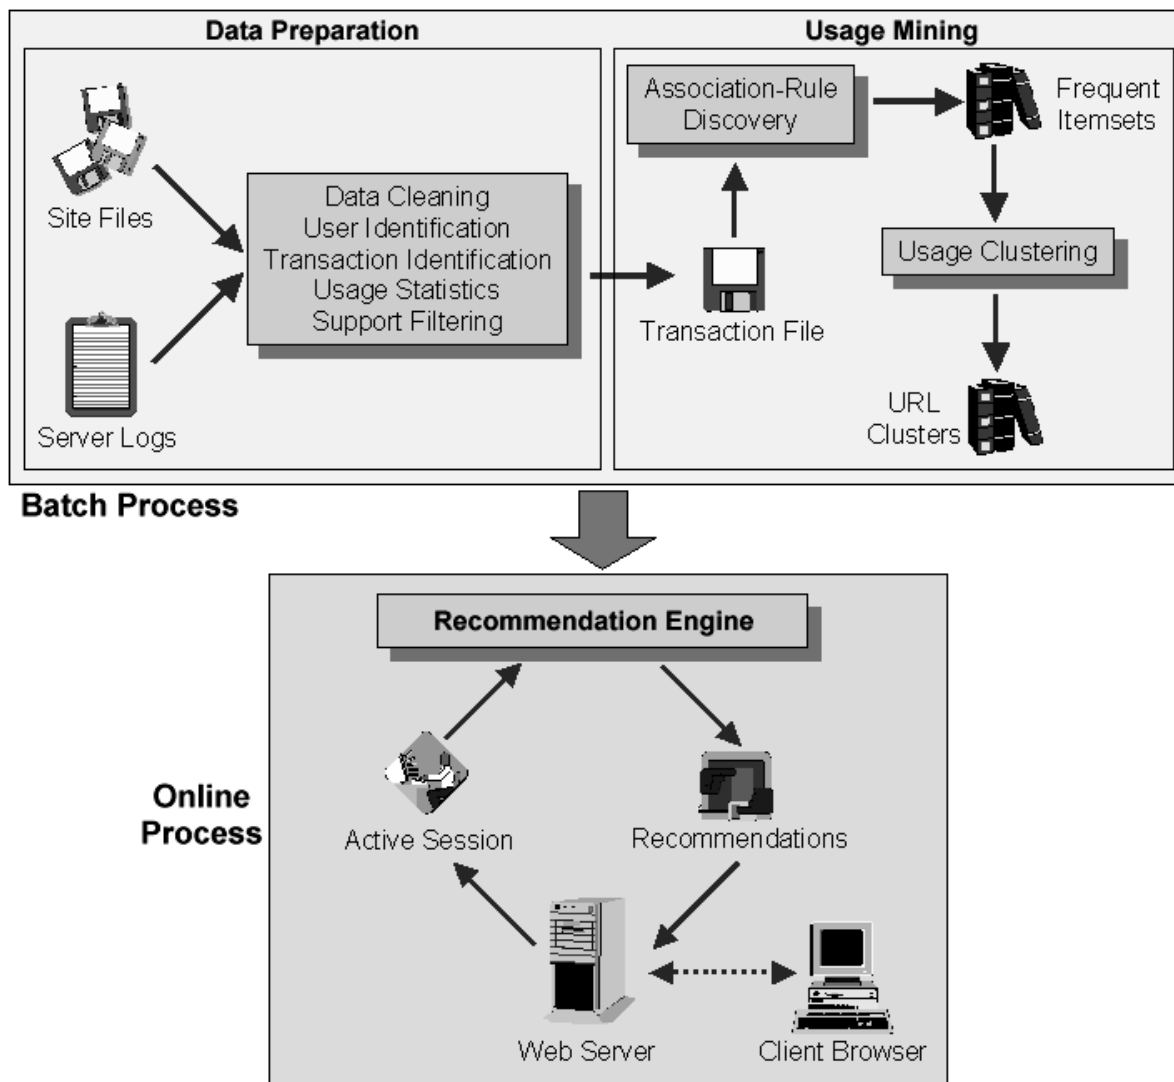 Data Preparation
Site Files
Server Logs
Data Cleaning
User Identification
Transaction Identification
Usage Statistics
Support Filtering
Usage Mining
Association-Rule
Discovery
Frequent
Itemsets
Transaction File
Usage Clustering
URL
Clusters
Batch Process
Recommendation Engine
Online
Process
Active Session
Recommendations
Web Server
Client Browser